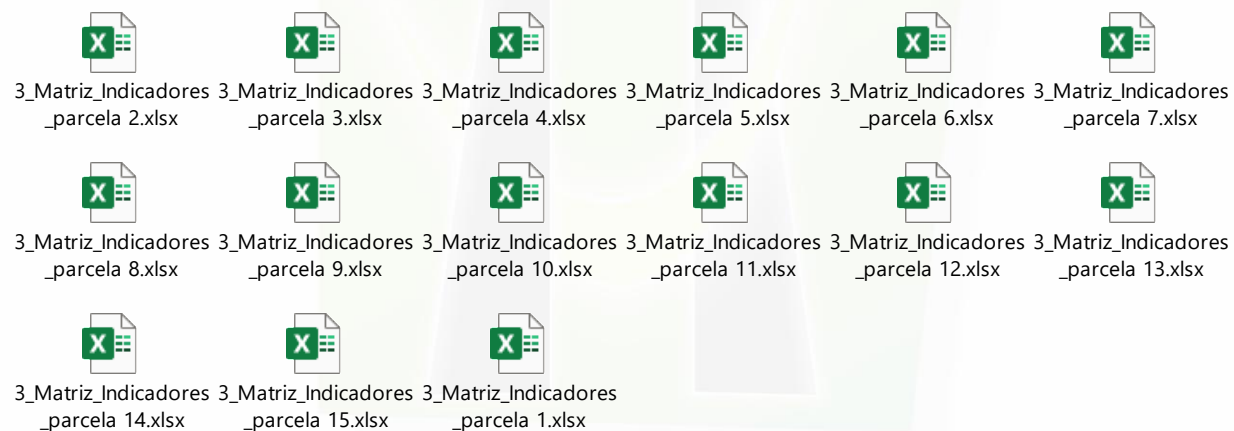 3_Matriz_Indicadores
_parcela 2.xlsx
3_Matriz_Indicadores
_parcela 3.xlsx
3_Matriz_Indicadores
_parcela 4.xlsx
3_Matriz_Indicadores
_parcela 5.xlsx
3_Matriz_Indicadores
_parcela 6.xlsx
3_Matriz_Indicadores
_parcela 7.xlsx
3_Matriz_Indicadores
_parcela 8.xlsx
3_Matriz_Indicadores
_parcela 9.xlsx
3_Matriz_Indicadores
_parcela 10.xlsx
3_Matriz_Indicadores
_parcela 11.xlsx
3_Matriz_Indicadores
_parcela 12.xlsx
3_Matriz_Indicadores
_parcela 13.xlsx
3_Matriz_Indicadores
_parcela 14.xlsx
3_Matriz_Indicadores
_parcela 15.xlsx
3_Matriz_Indicadores
_parcela 1.xlsx